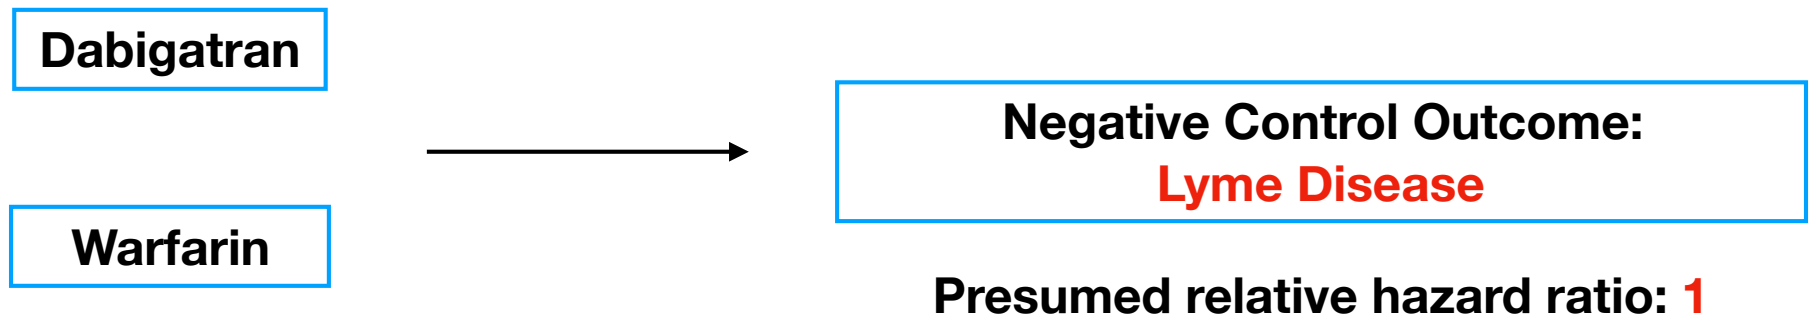 Dabigatran
Warfarin
Negative Control Outcome:
Lyme Disease
Presumed relative hazard ratio: 1